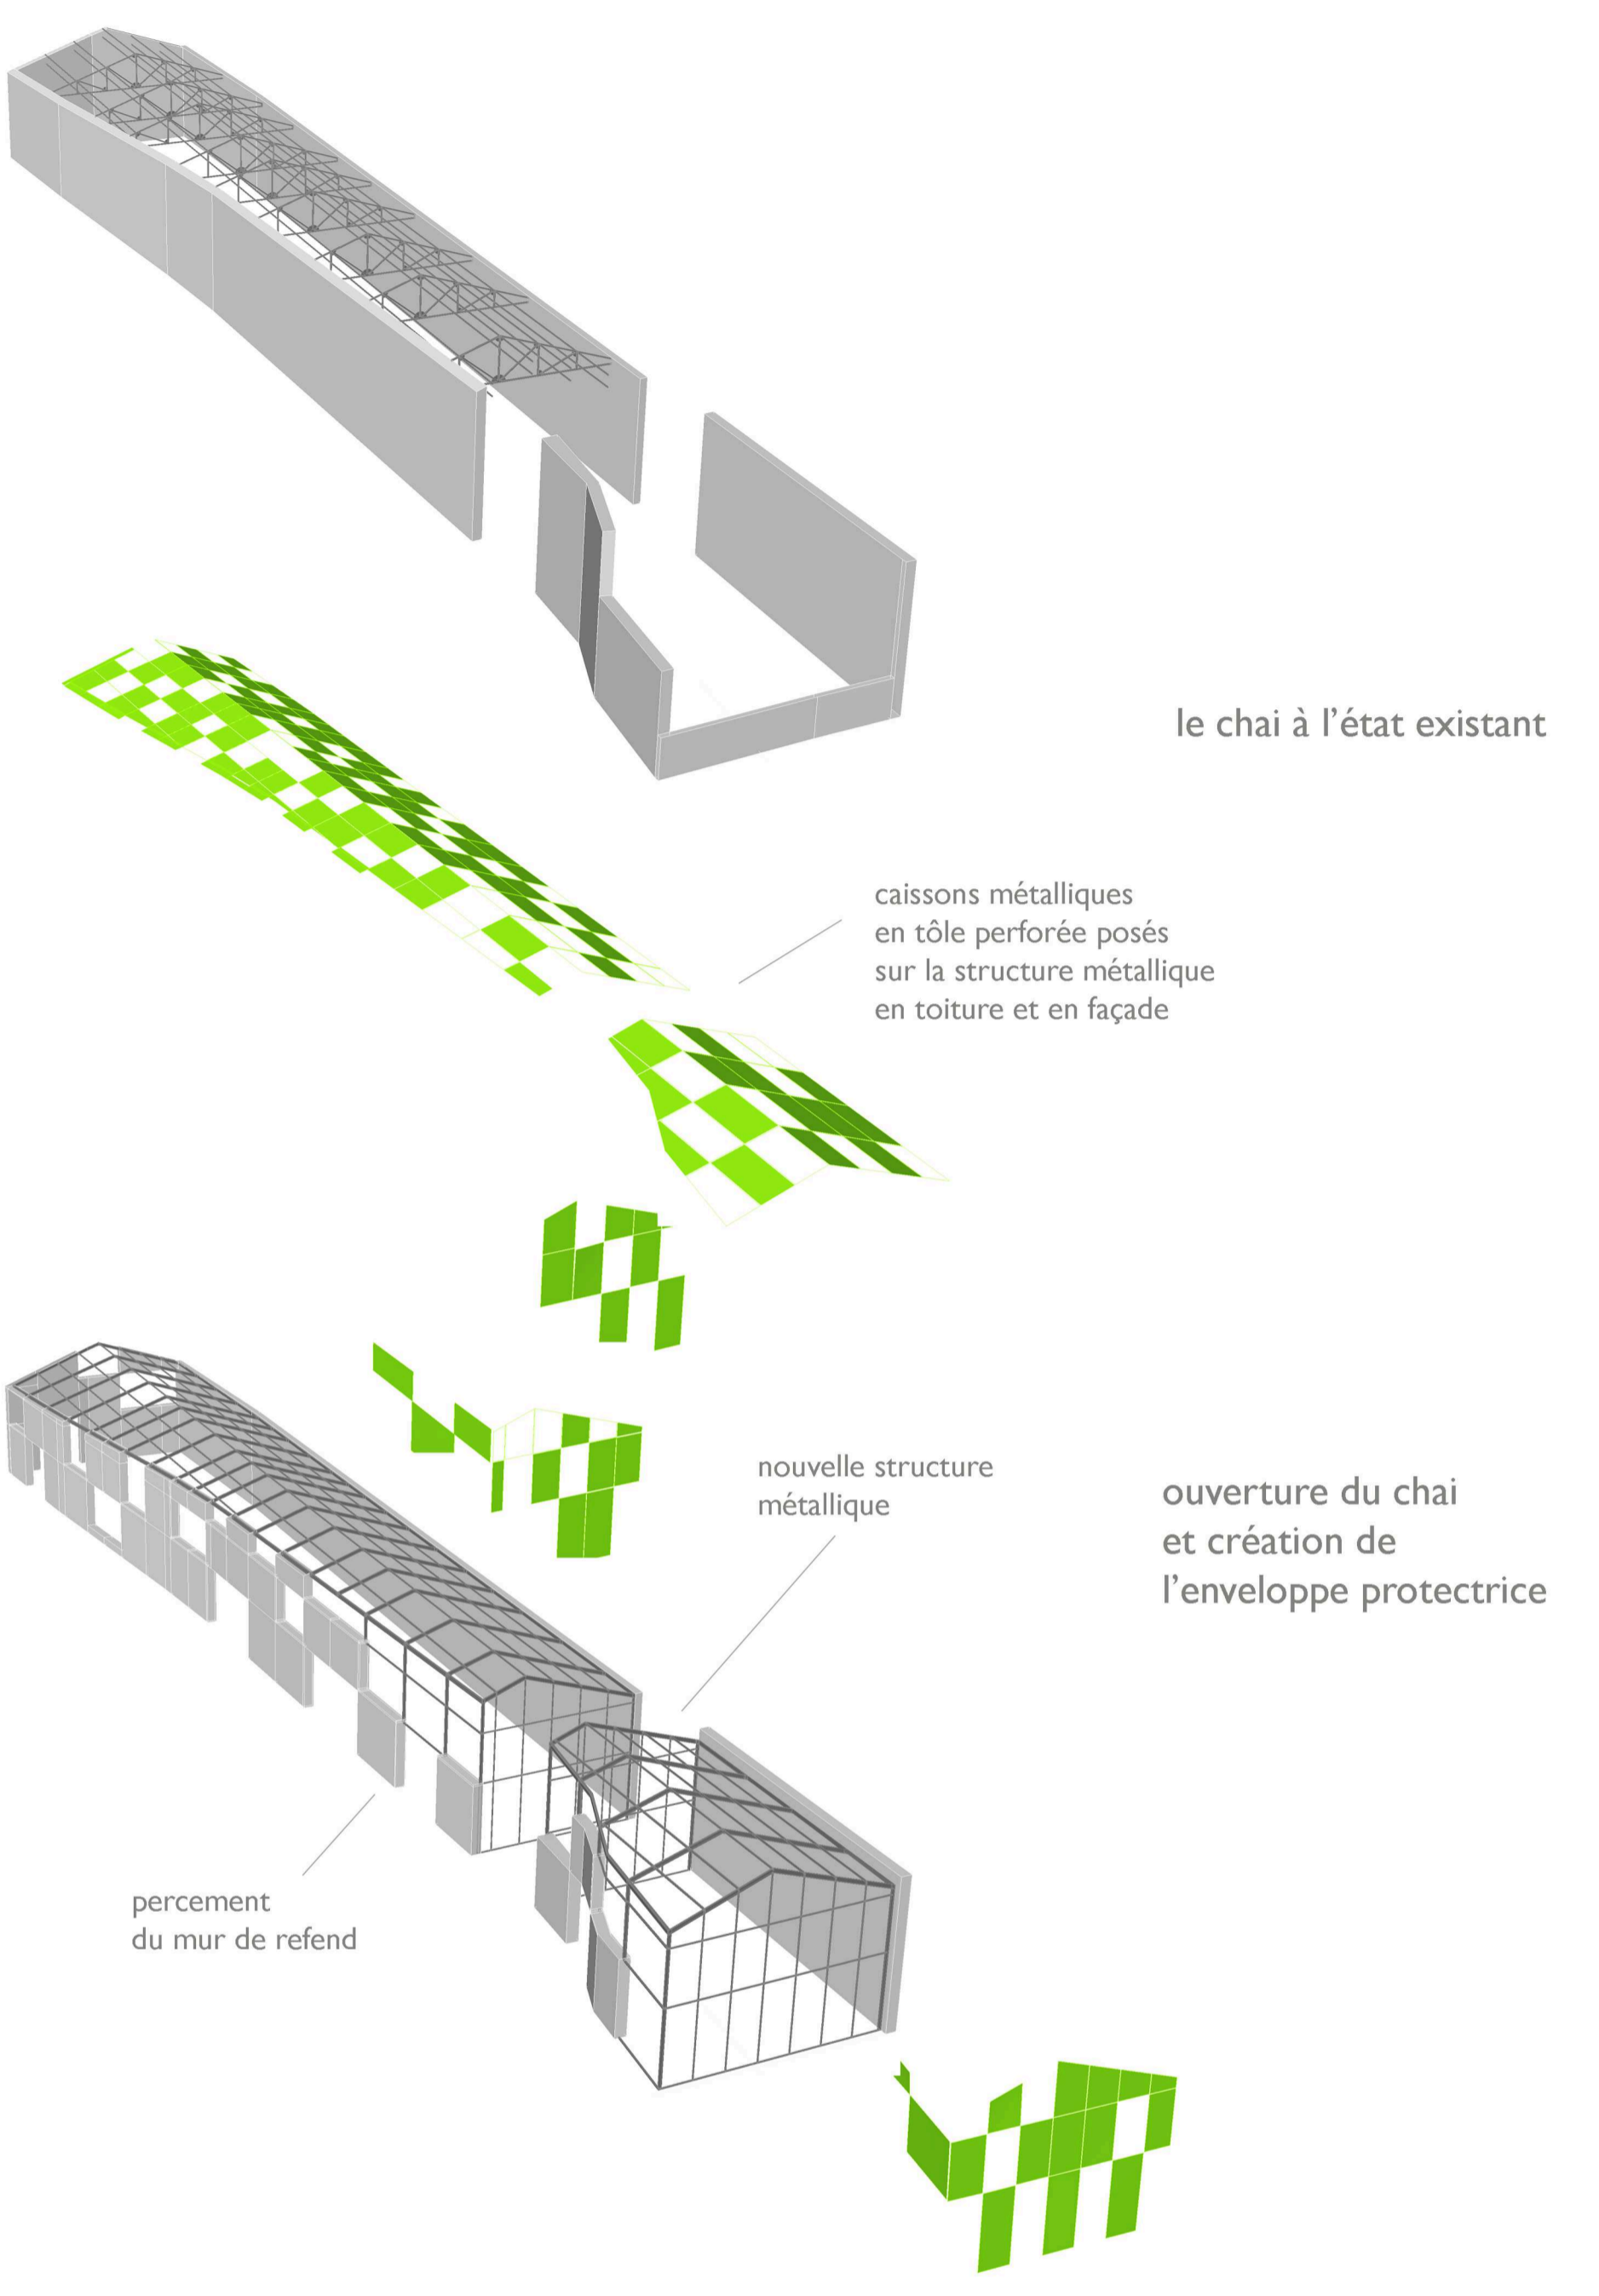 le chai à l'état existant
caissons métalliques
en tôle perforée posés
sur la structure métallique
en toiture et en façade
nouvelle structure
métallique
ouverture du chai
et création de
l'enveloppe protectrice
percement
du mur de refend